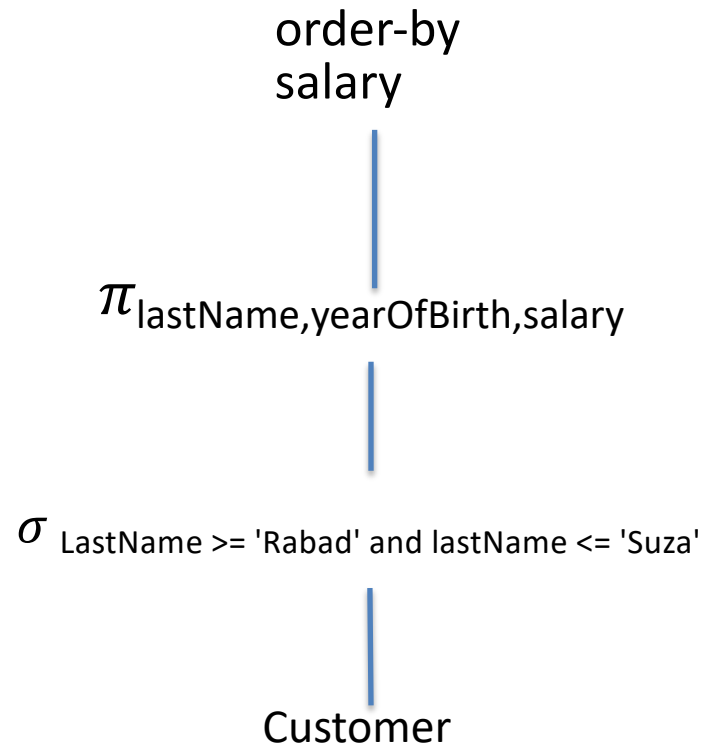 order-by
salary
π lastName,yearOfBirth,salary
σ LastName >= 'Rabad' and lastName <= 'Suza'
Customer